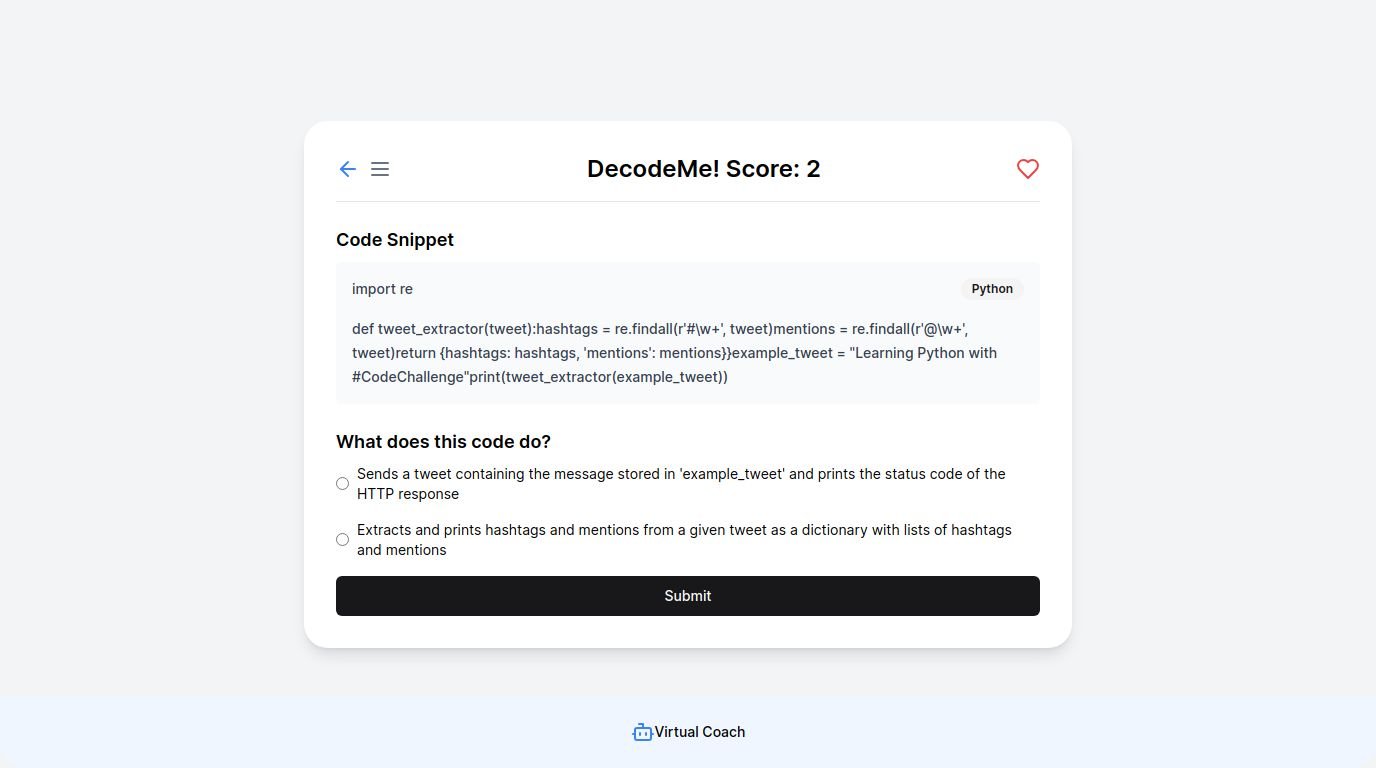 DecodeMe! Score: 2
Code Snippet
import re
Python
def tweet_extractor(tweet):hashtags = re.findall(r'#\w+', tweet)mentions = re.findall(r'@\w+',
tweet)return {hashtags: hashtags, 'mentions': mentions}}example_tweet = "Learning Python with
#CodeChallenge"print(tweet_extractor(example_tweet))
What does this code do?
Sends a tweet containing the message stored in 'example_tweet' and prints the status code of the
HTTP response
Extracts and prints hashtags and mentions from a given tweet as a dictionary with lists of hashtags
and mentions
Submit
Virtual Coach